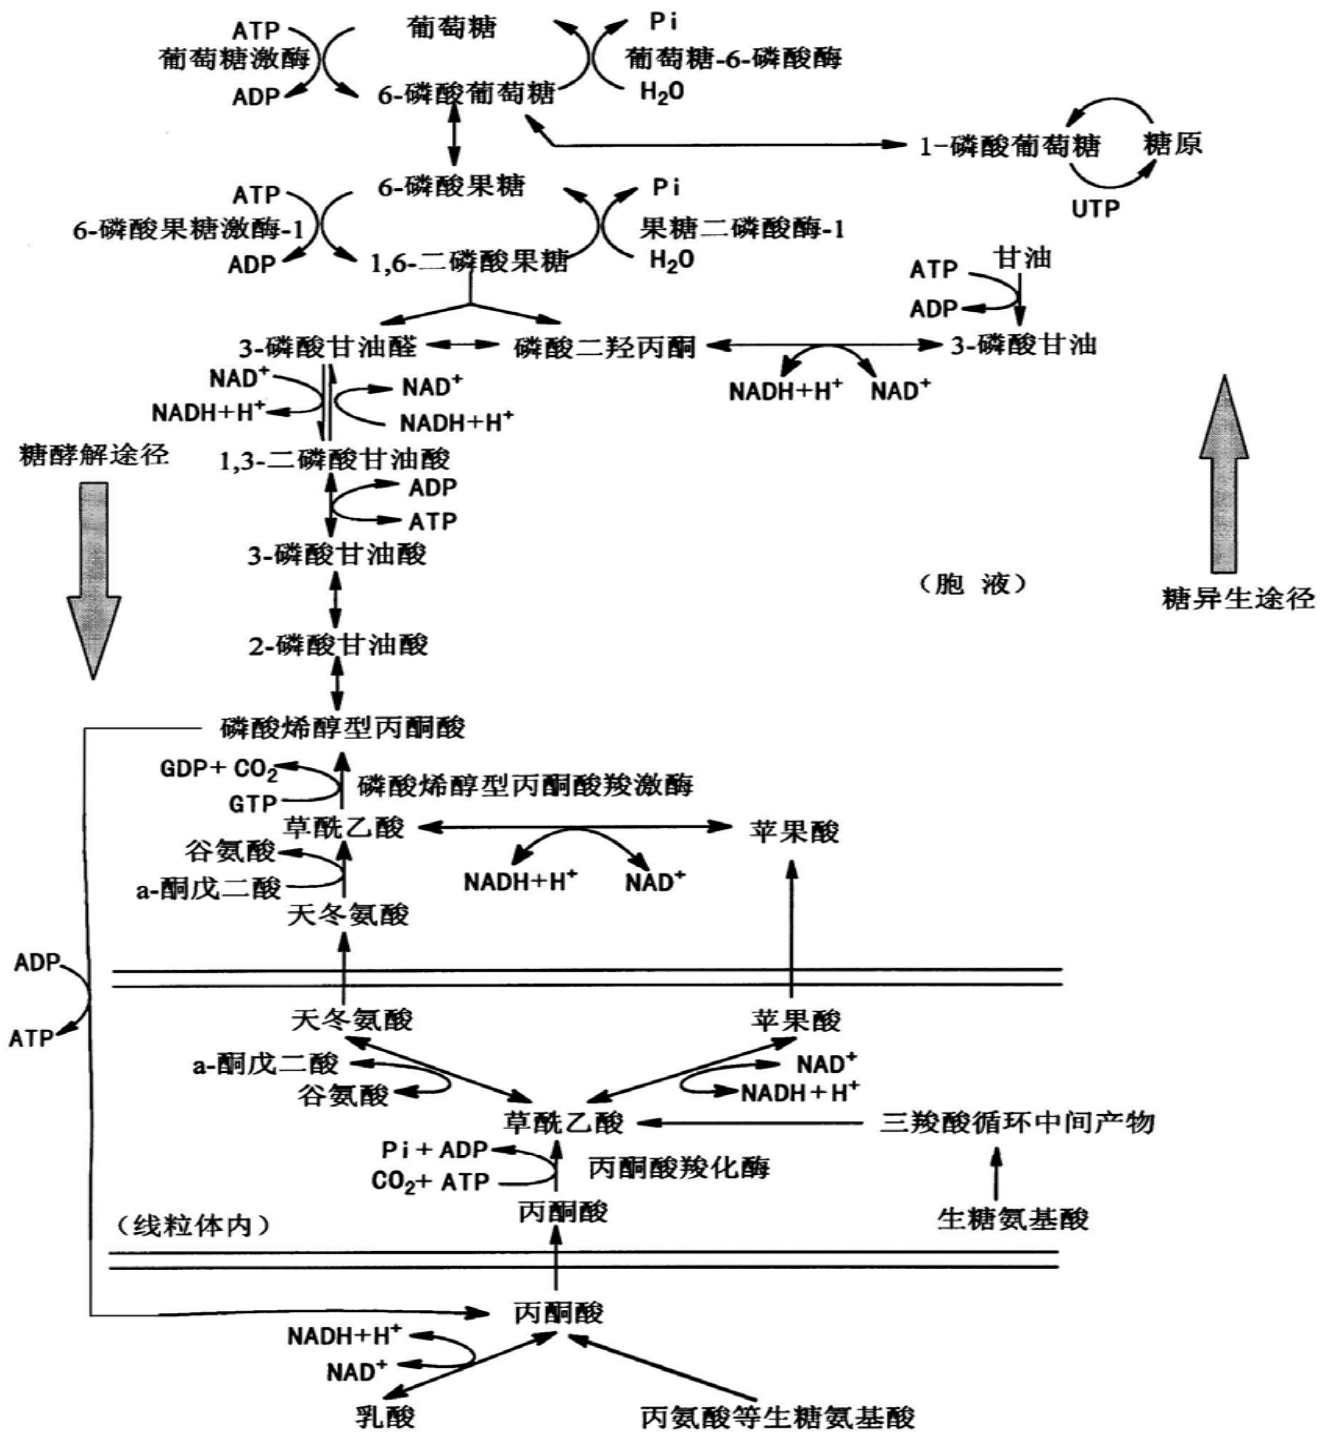 ATP
葡萄糖
Pi
葡萄糖激酶
葡萄糖-6-磷酸酶
ADP
6-磷酸葡萄糖
H₂O
1-磷酸葡萄糖
糖原
UTP
ATP
6-磷酸果糖
Pi
6-磷酸果糖激酶-1
果糖二磷酸酶-1
ADP
1,6-二磷酸果糖
H₂O
甘油
ATP
ADP
3-磷酸甘油醛
磷酸二羟丙酮
3-磷酸甘油
NAD⁺
NAD⁺
NADH+H⁺
NADH+H⁺
NADH+H⁺
NAD⁺
糖酵解途径
1,3-二磷酸甘油酸
ADP
ATP
3-磷酸甘油酸
（胞 液）
糖异生途径
2-磷酸甘油酸
磷酸烯醇型丙酮酸
GDP+ CO₂
磷酸烯醇型丙酮酸羧激酶
GTP
草酰乙酸
苹果酸
谷氨酸
NADH+H⁺
NAD⁺
a-酮戊二酸
天冬氨酸
ADP
ATP
天冬氨酸
苹果酸
a-酮戊二酸
NAD⁺
谷氨酸
NADH+H⁺
草酰乙酸
三羧酸循环中间产物
Pi+ADP
丙酮酸羧化酶
CO₂+ ATP
丙酮酸
（线粒体内）
生糖氨基酸
丙酮酸
NADH+H⁺
NAD⁺
乳酸
丙氨酸等生糖氨基酸